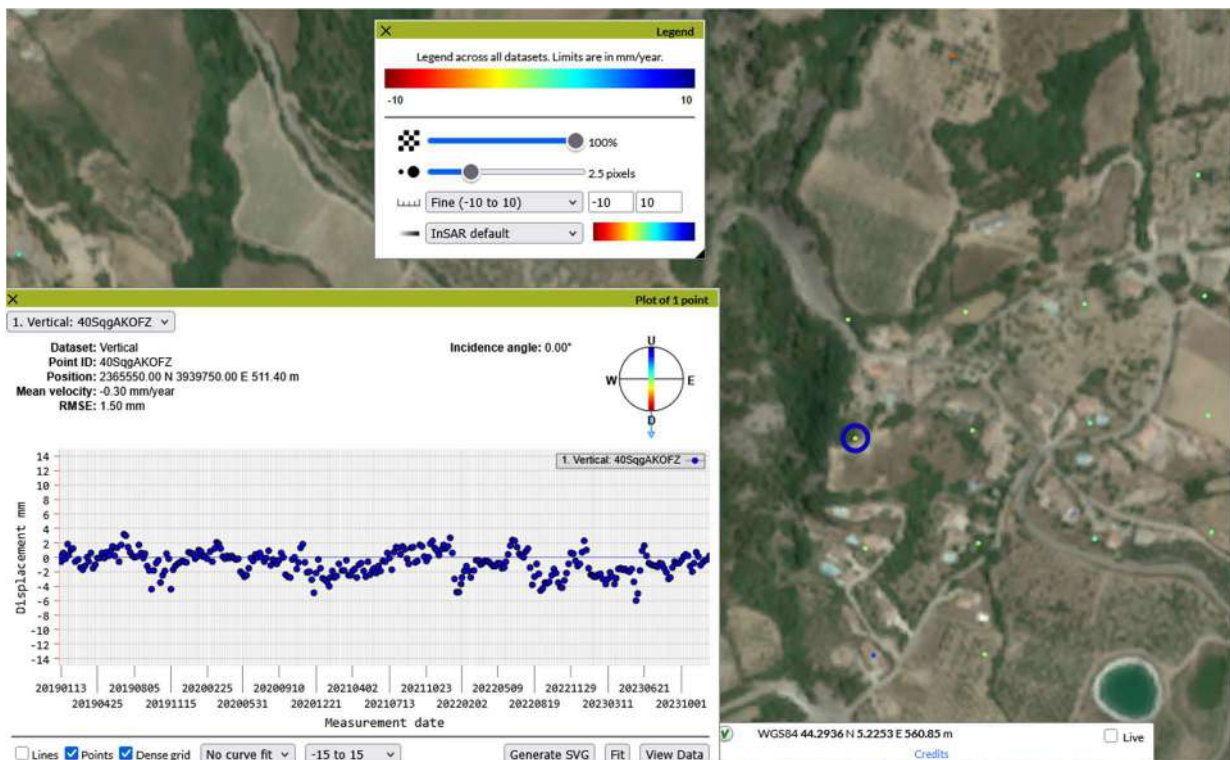 Legend
Legend across all datasets. Limits are in mm/year.
-10 10
100%
2.5 pixels
Fine (-10 to 10) -10 10
InSAR default
Plot of 1 point
1. Vertical: 40SqgAKOFZ
Dataset: Vertical
Point ID: 40SqgAKOFZ
Position: 2365550.00 N 3939750.00 E 511.40 m
Mean velocity: -0.30 mm/year
RMSE: 1.50 mm
Incidence angle: 0.00°
U
W E
D
1. Vertical: 40SqgAKOFZ
14
12
10
8
6
4
2
0
-2
-4
-6
-8
-10
-12
-14
Displacement mm
20190113 20190805 20200225 20200910 20210402 20211023 20220509 20221129 20230621
20190425 20191115 20200531 20201221 20210713 20220202 20220819 20230311 20231001
Measurement date
Lines Points Dense grid No curve fit -15 to 15 Generate SVG Fit View Data
WGS84 44.2936 N 5.2253 E 560.85 m Live
Credits